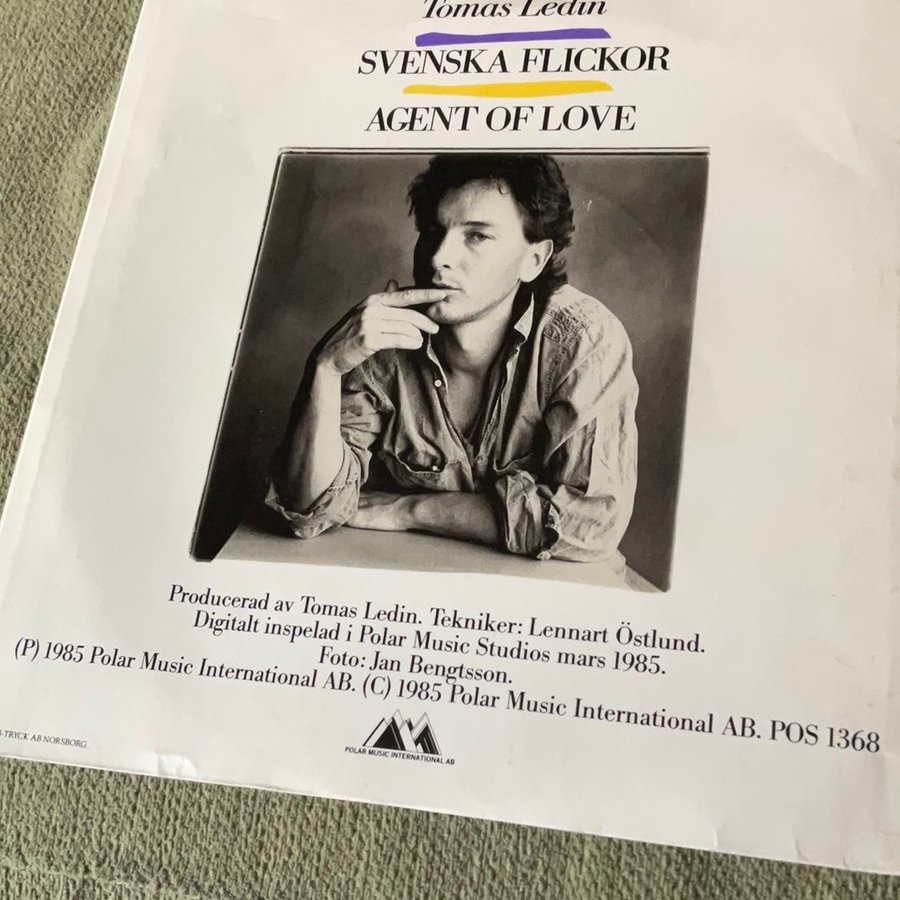 Tomas Ledin
SVENSKA FLICKOR
AGENT OF LOVE
Producerad av Tomas Ledin. Tekniker: Lennart Östlund.
Digitalt inspelad i Polar Music Studios mars 1985.
Foto: Jan Bengtsson.
(P) 1985 Polar Music International AB. (C) 1985 Polar Music International AB. POS 1368
TRYCK AB NORSBORG
POLAR MUSIC INTERNATIONAL AB